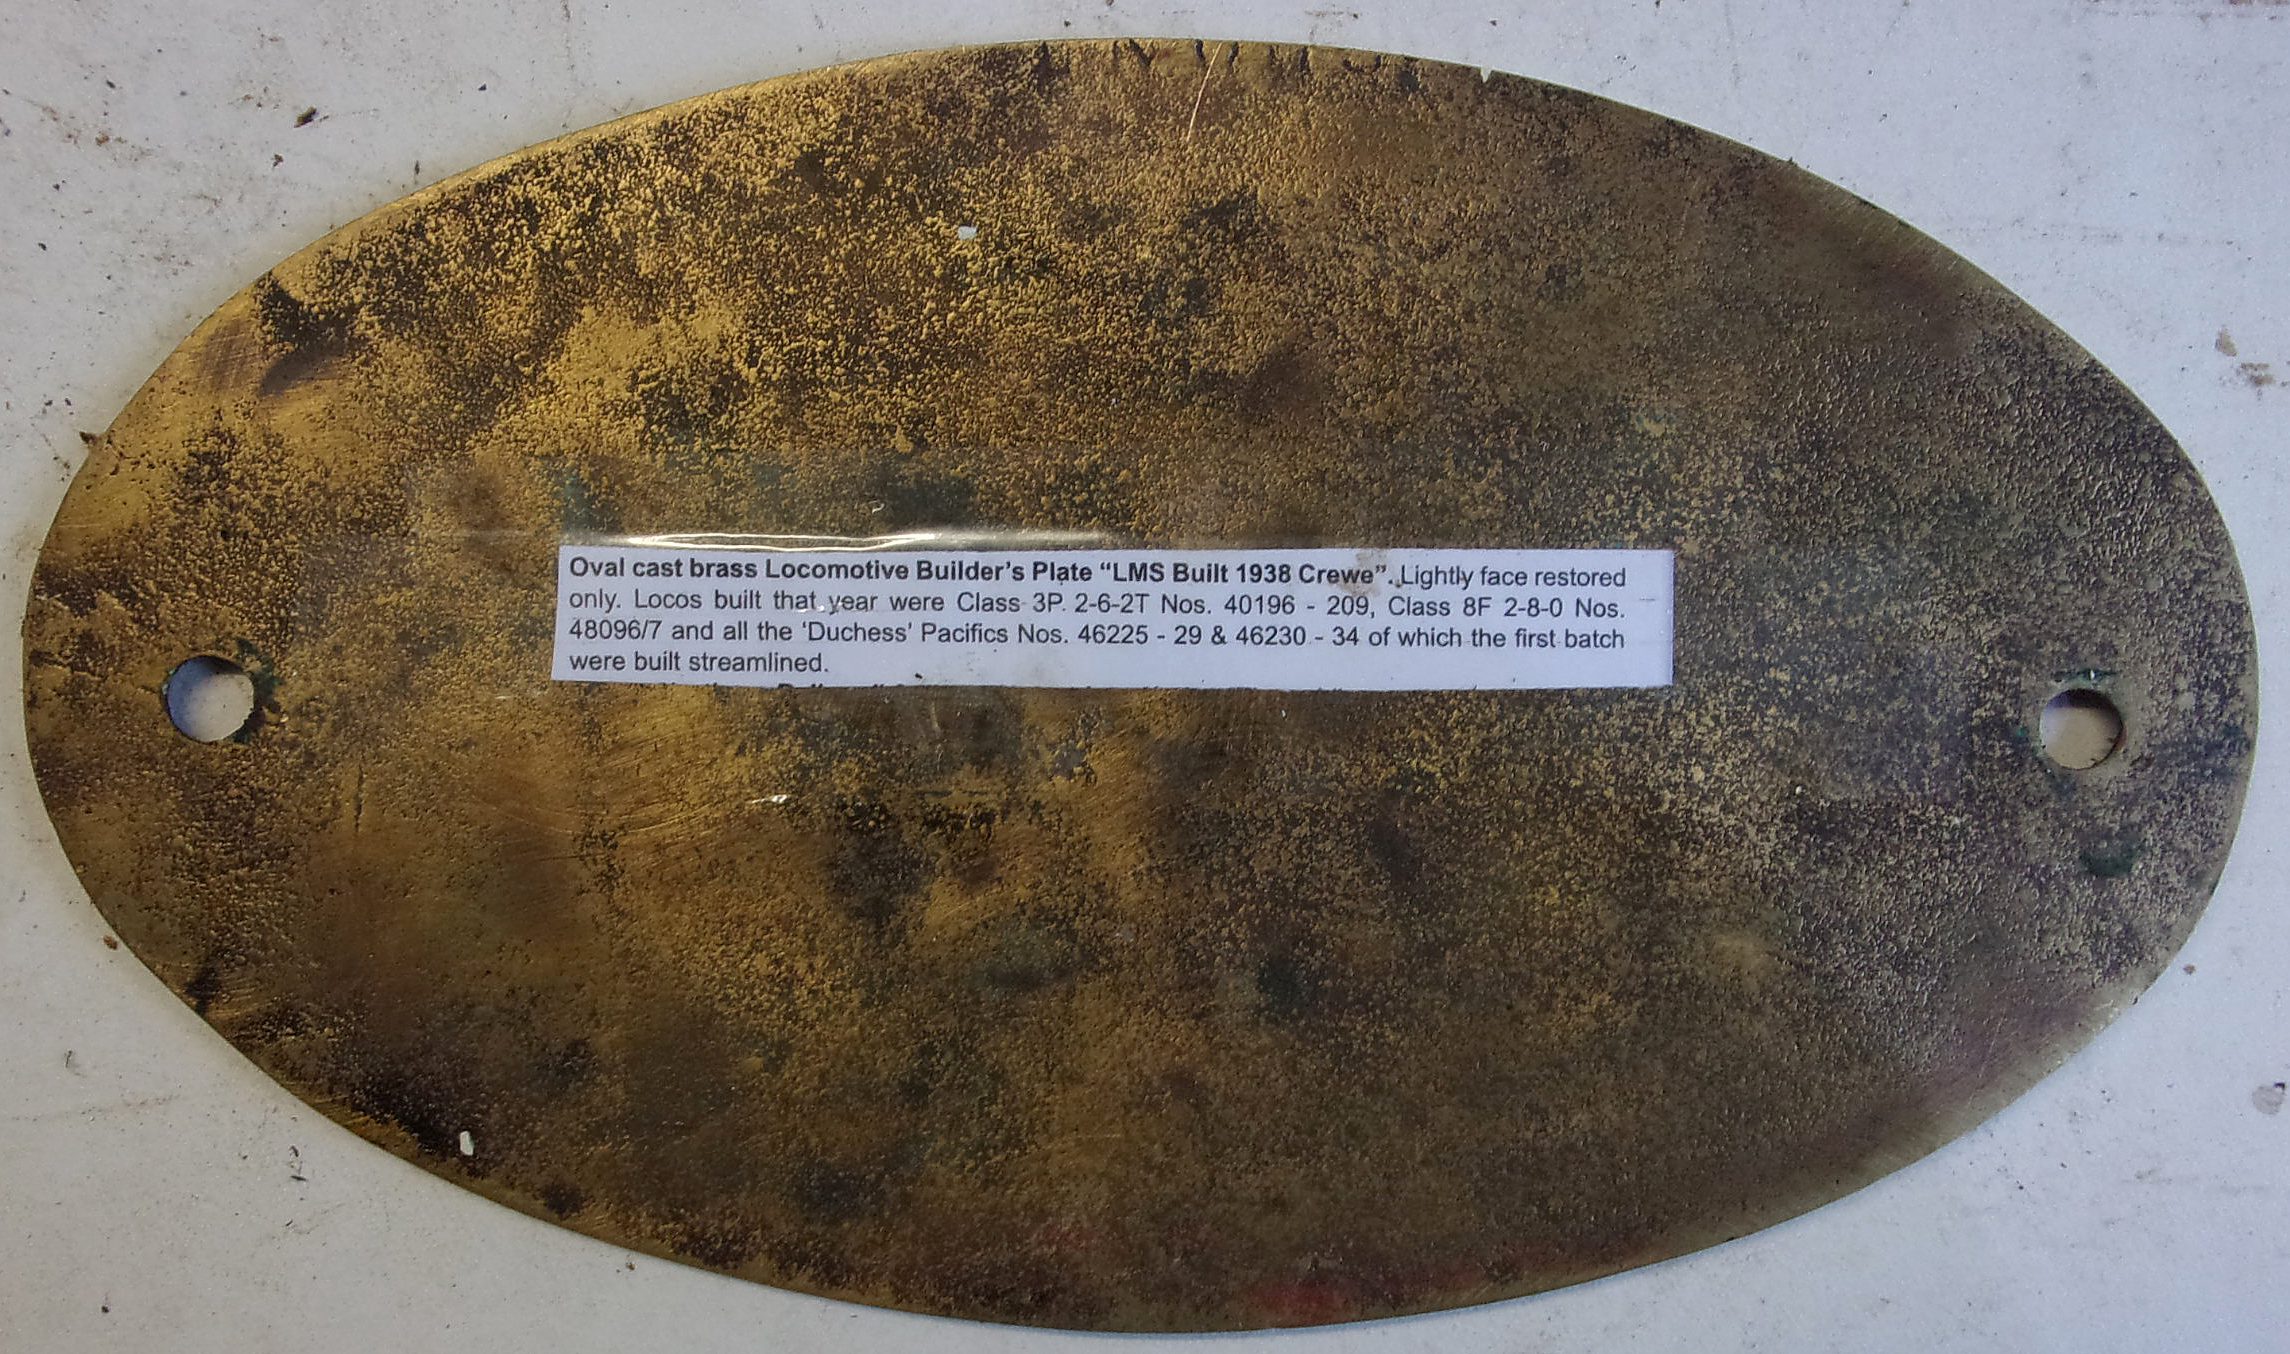 Oval cast brass Locomotive Builder’s Plate “LMS Built 1938 Crewe”. Lightly face restored
only. Locos built that year were Class 3P 2-6-2T Nos. 40196 - 209, Class 8F 2-8-0 Nos.
48096/7 and all the ‘Duchess’ Pacifics Nos. 46225 - 29 & 46230 - 34 of which the first batch
were built streamlined.